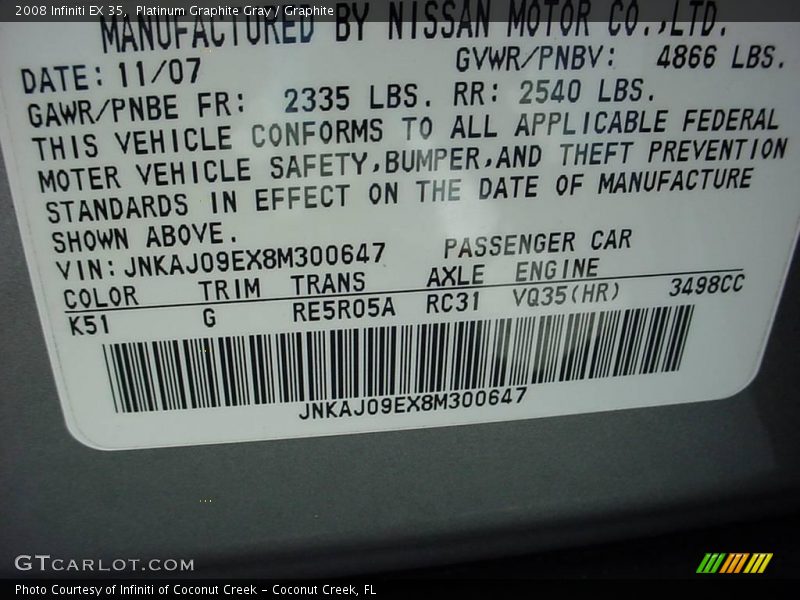 2008 Infiniti EX 35, Platinum Graphite Gray / Graphite
MANUFACTURED BY NISSAN MOTOR CO.,LTD.
DATE: 11/07 GVWR/PNBV: 4866 LBS.
GAWR/PNBE FR: 2335 LBS. RR: 2540 LBS.
THIS VEHICLE CONFORMS TO ALL APPLICABLE FEDERAL
MOTER VEHICLE SAFETY,BUMPER,AND THEFT PREVENTION
STANDARDS IN EFFECT ON THE DATE OF MANUFACTURE
SHOWN ABOVE.
VIN: JNKAJ09EX8M300647 PASSENGER CAR
COLOR TRIM TRANS AXLE ENGINE
K51 G RE5R05A RC31 VQ35(HR) 3498CC
JNKAJ09EX8M300647
GTCARLOT.COM
Photo Courtesy of Infiniti of Coconut Creek - Coconut Creek, FL